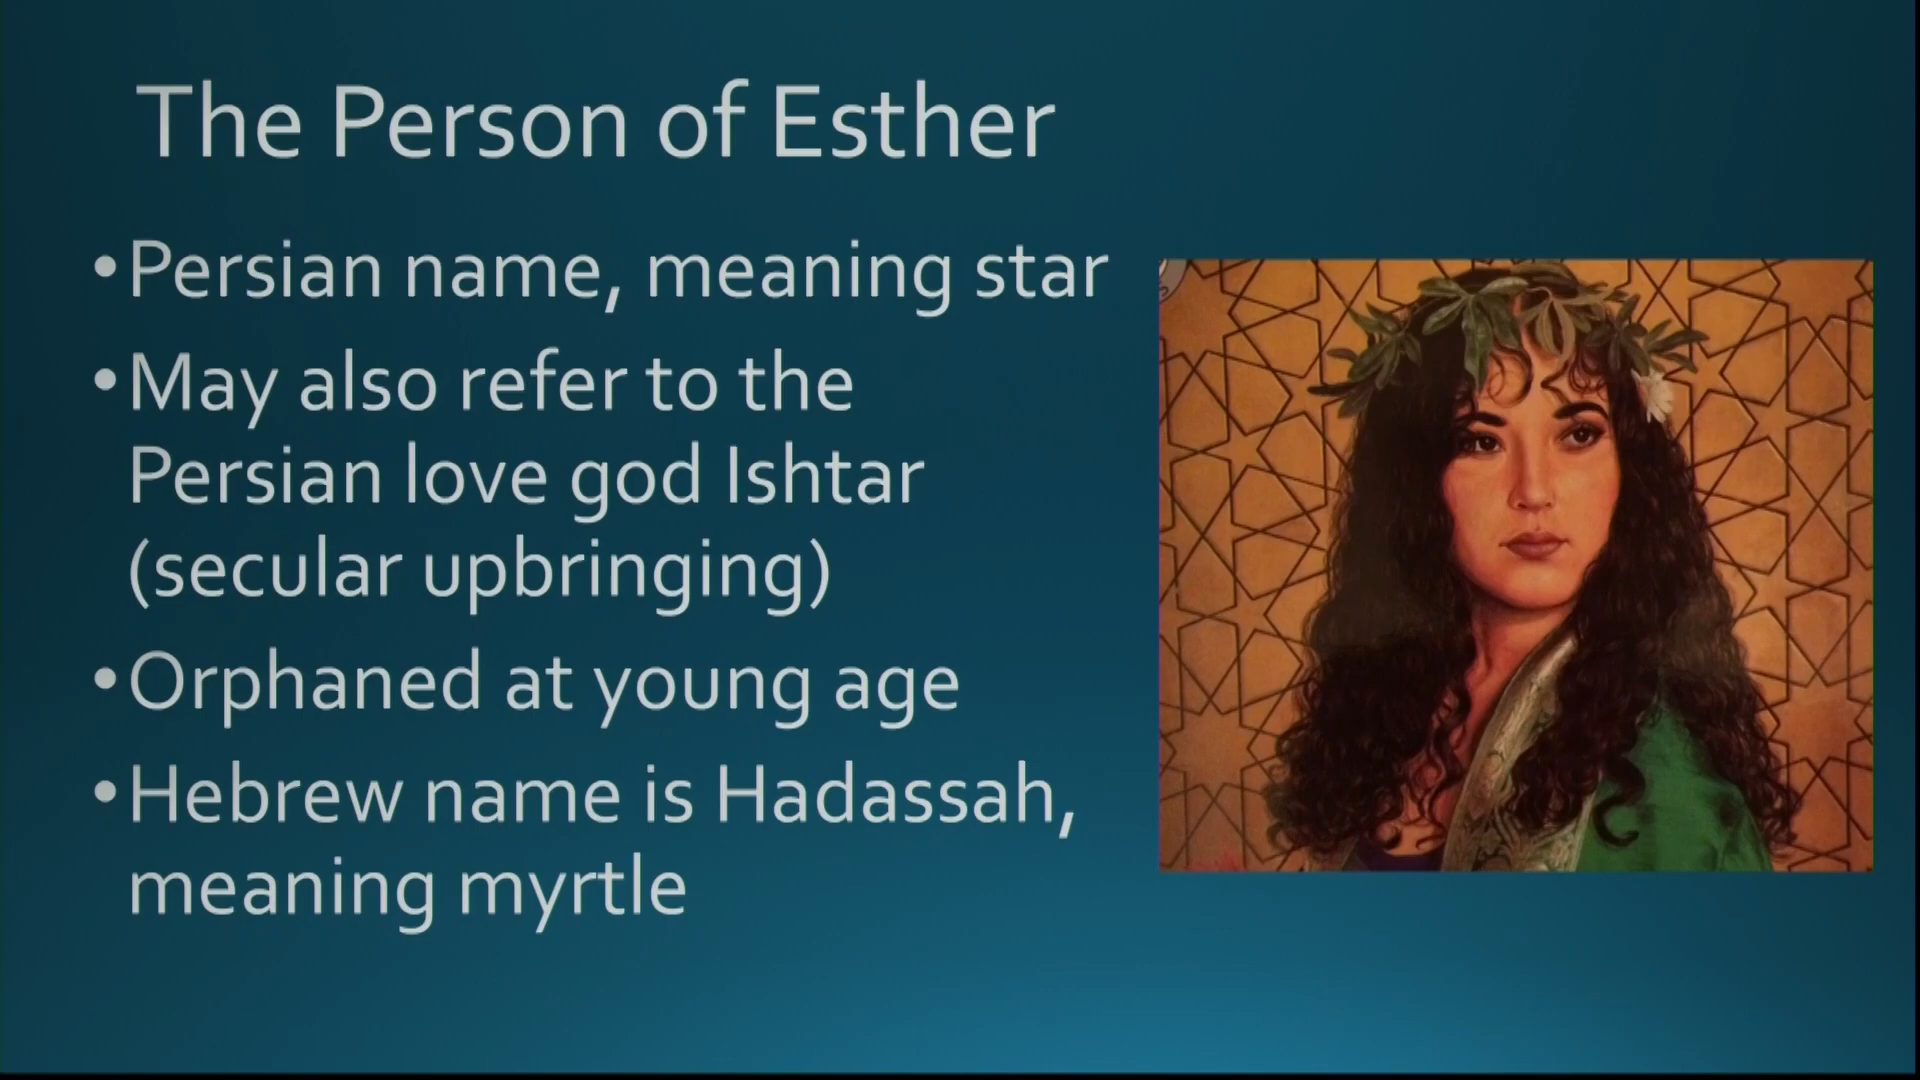 The Person of Esther
•Persian name, meaning star
•May also refer to the
Persian love god Ishtar
(secular upbringing)
•Orphaned at young age
•Hebrew name is Hadassah,
meaning myrtle